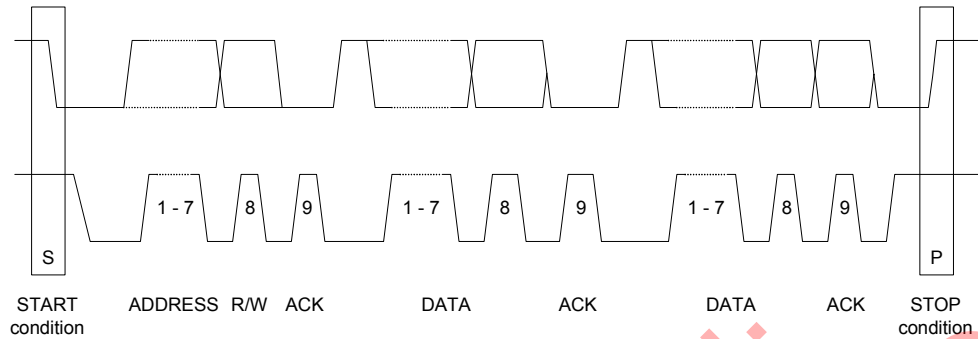 1 - 7 8 9 1 - 7 8 9 1 - 7 8 9
S P
START ADDRESS R/W ACK DATA ACK DATA ACK STOP
condition condition